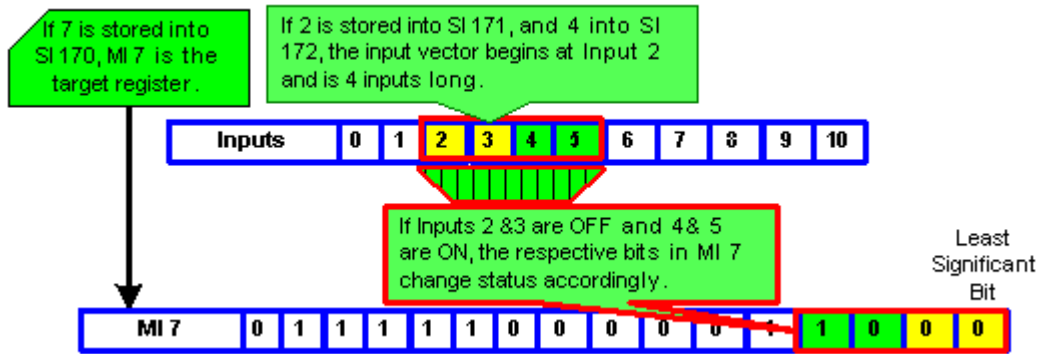 If 7 is stored into
SI 170, MI 7 is the
target register.
If 2 is stored into SI 171, and 4 into SI
172, the input vector begins at Input 2
and is 4 inputs long.
Inputs 0 1 2 3 4 5 6 7 8 9 10
If Inputs 2 &3 are OFF and 4& 5
are ON, the respective bits in MI 7
change status accordingly.
Least
Significant
Bit
MI 7 0 1 1 1 1 1 0 0 0 0 0 1 1 0 0 0